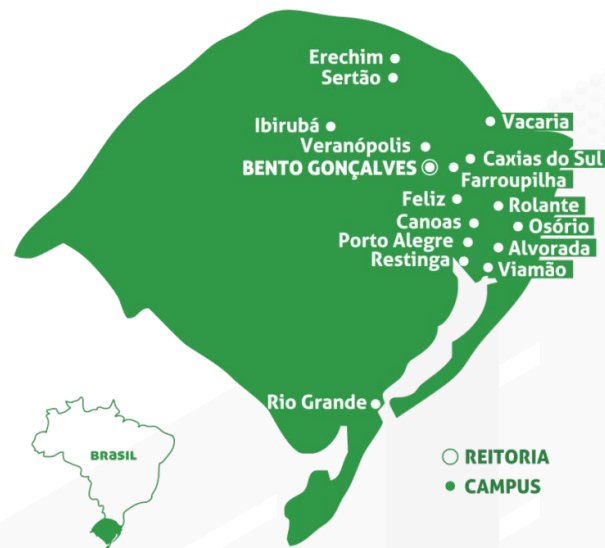 Erechim
Sertão
Vacaria
Ibirubá
Veranópolis
Caxias do Sul
BENTO GONÇALVES
Farroupilha
Feliz
Rolante
Canoas
Osório
Porto Alegre
Alvorada
Restinga
Viamão
Rio Grande
BRASIL
REITORIA
CAMPUS